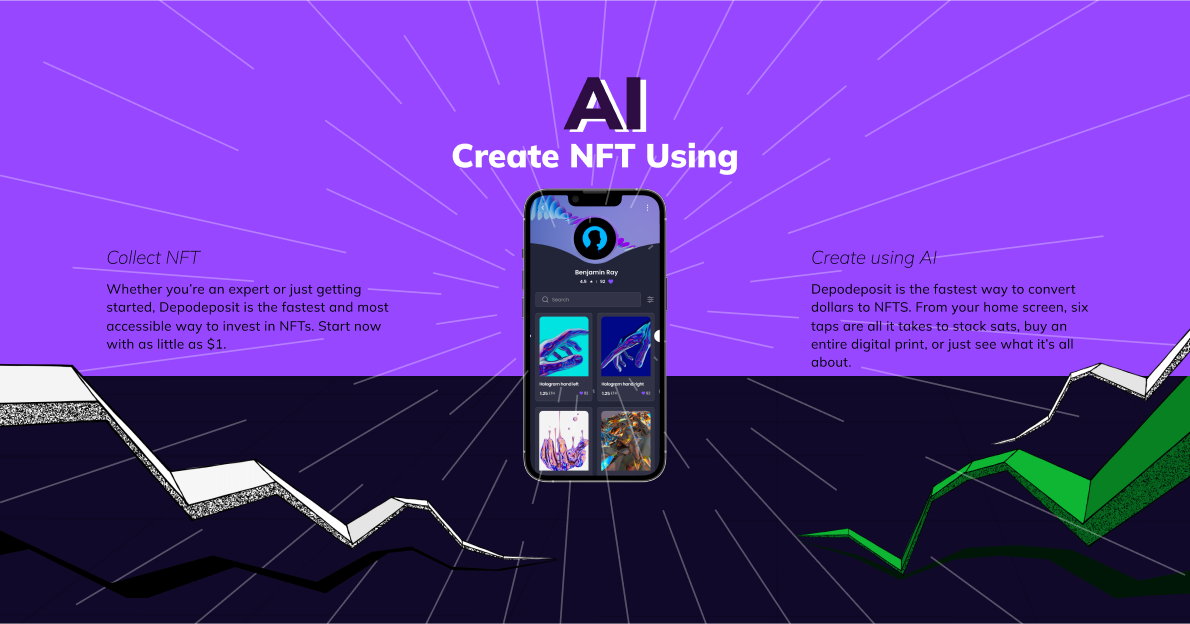 AI
Create NFT Using
Collect NFT
Whether you’re an expert or just getting
started, Depodeposit is the fastest and most
accessible way to invest in NFTs. Start now
with as little as $1.
Create using AI
Depodeposit is the fastest way to convert
dollars to NFTS. From your home screen, six
taps are all it takes to stack sats, buy an
entire digital print, or just see what it’s all
about.
Benjamin Ray
4.5 ★ | 92
Search
Hologram hand left
1.25 ETH 92
Hologram hand right
1.25 ETH 92